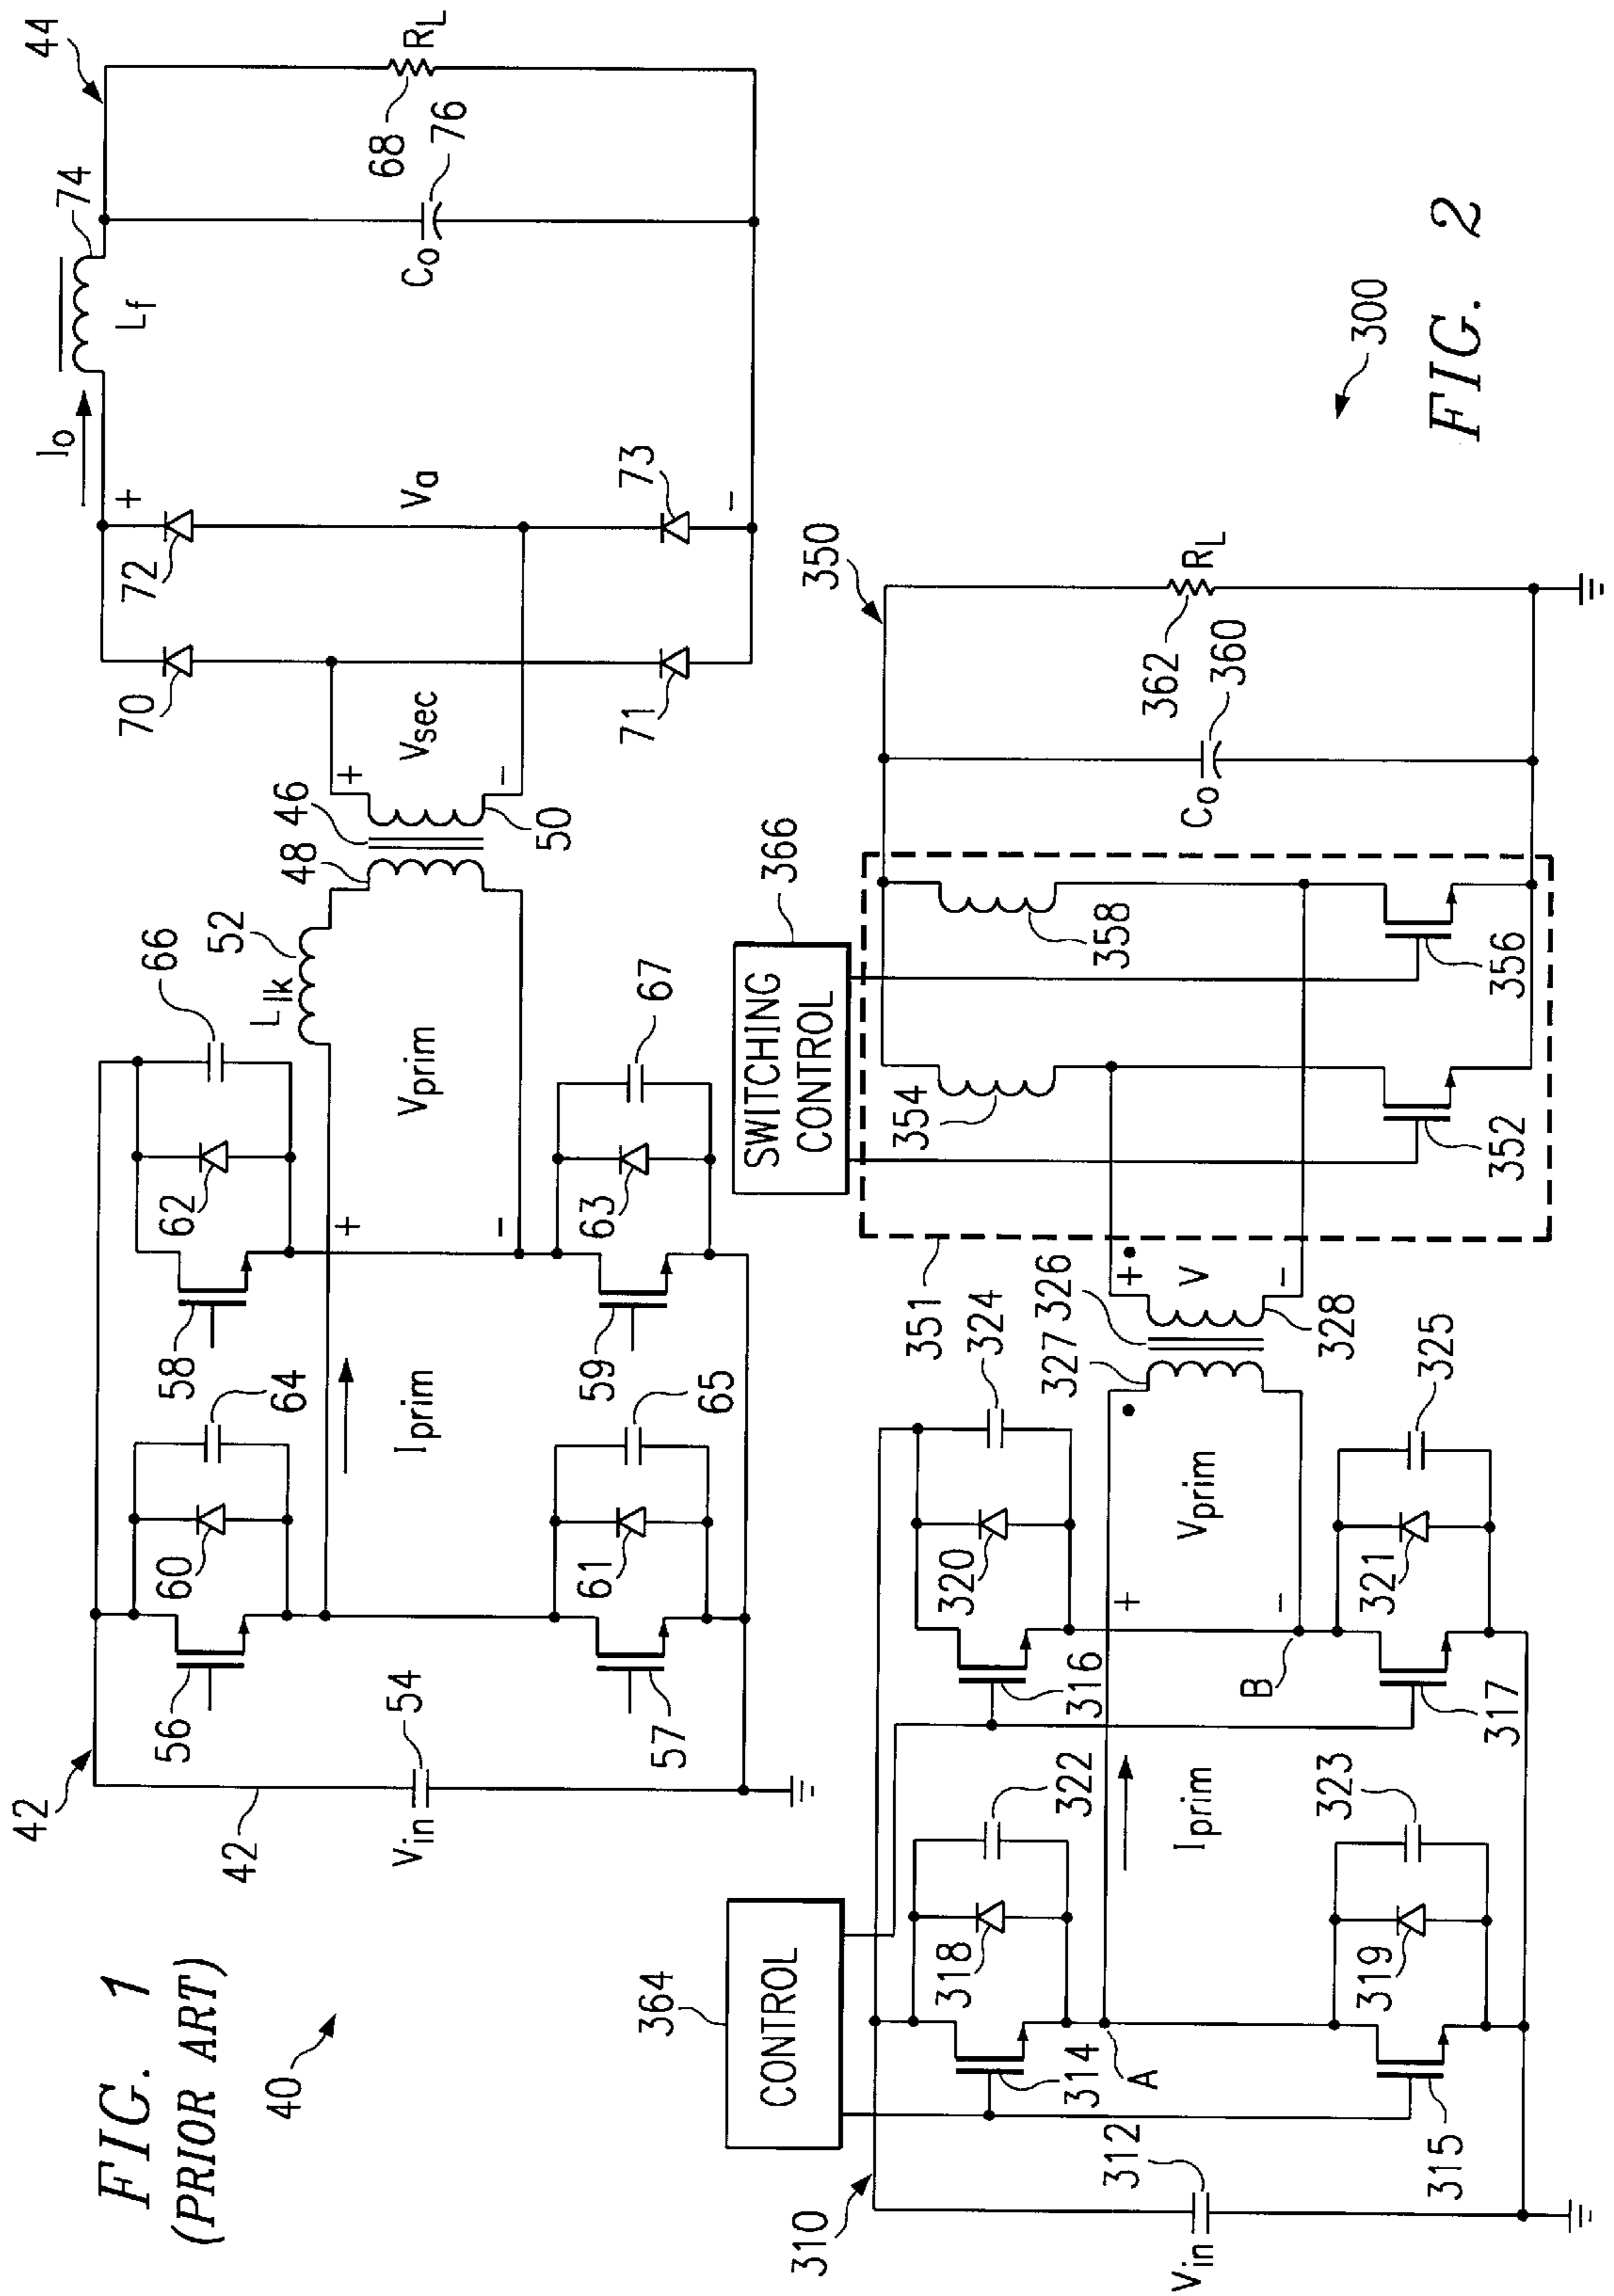 FIG. 1
(PRIOR ART)
40
42
42
Vin
54
56
57
60
61
64
65
58
59
62
63
66
67
Iprim
Vprim
+
-
Llk
52
48
46
50
+
Vsec
-
70
71
72
73
+
Va
-
Io
Lf
74
Co
76
68
RL
44
FIG. 2
300
310
Vin
312
364
CONTROL
314
315
A
318
319
322
323
Iprim
316
317
B
320
321
324
325
+
Vprim
-
327
326
328
+
V
-
351
366
SWITCHING
CONTROL
354
352
358
356
Co
360
362
RL
350